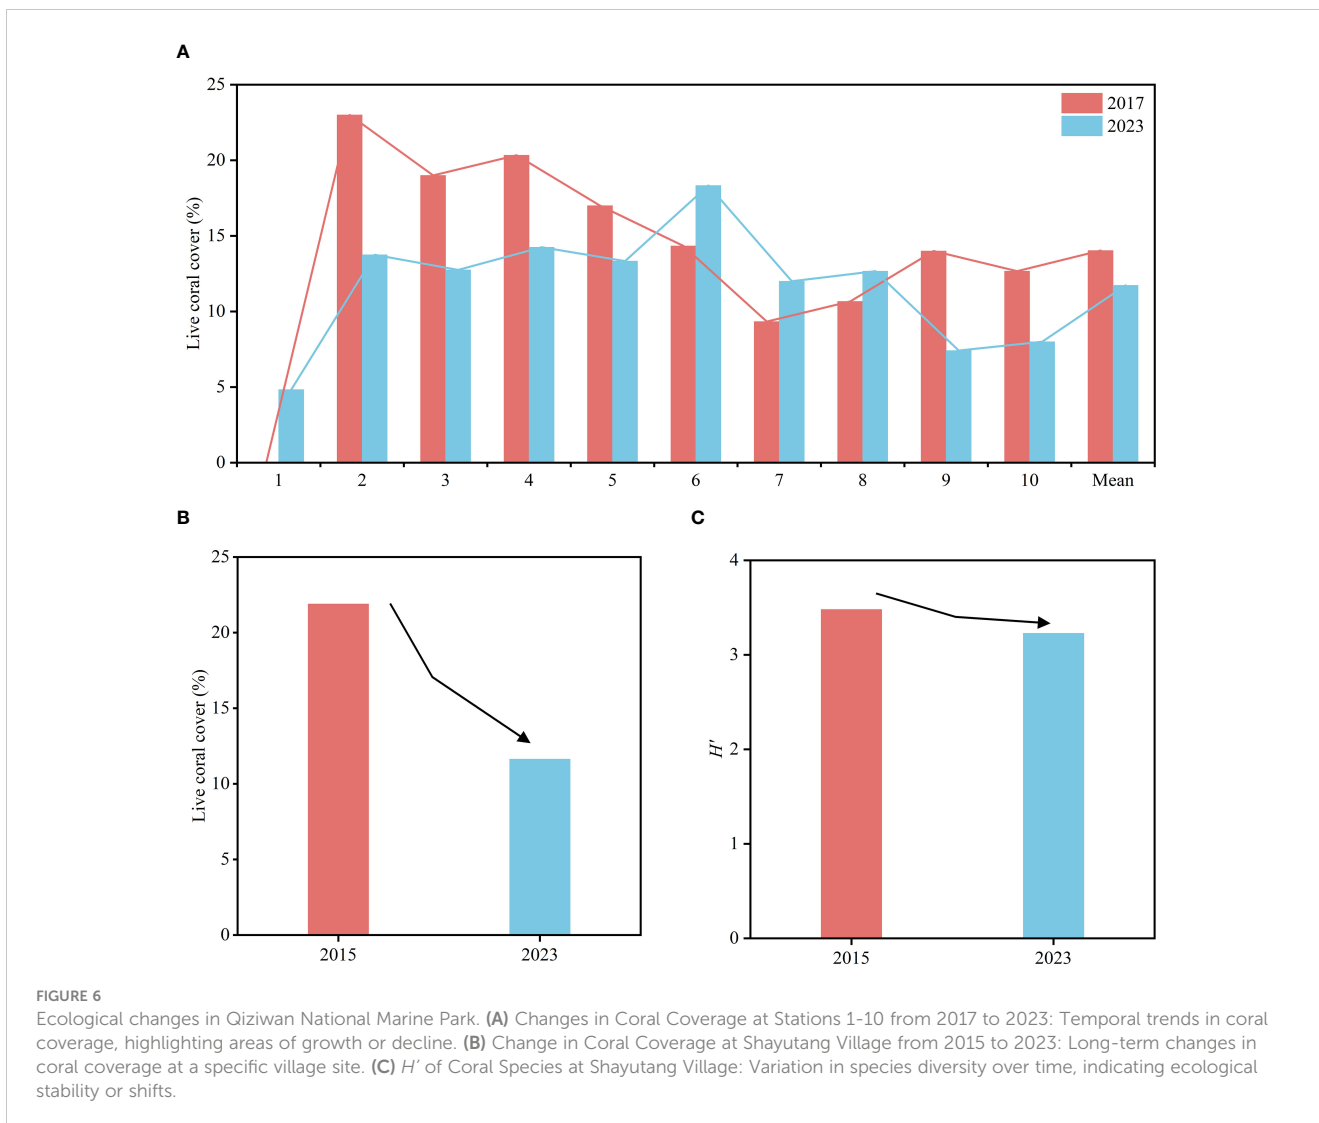 A
Live coral cover (%)
25
20
15
10
5
0
2017
2023
1 2 3 4 5 6 7 8 9 10 Mean
B
Live coral cover (%)
25
20
15
10
5
0
2015 2023
C
H′
4
3
2
1
0
2015 2023
FIGURE 6
Ecological changes in Qiziwan National Marine Park. (A) Changes in Coral Coverage at Stations 1-10 from 2017 to 2023: Temporal trends in coral
coverage, highlighting areas of growth or decline. (B) Change in Coral Coverage at Shayutang Village from 2015 to 2023: Long-term changes in
coral coverage at a specific village site. (C) H′ of Coral Species at Shayutang Village: Variation in species diversity over time, indicating ecological
stability or shifts.